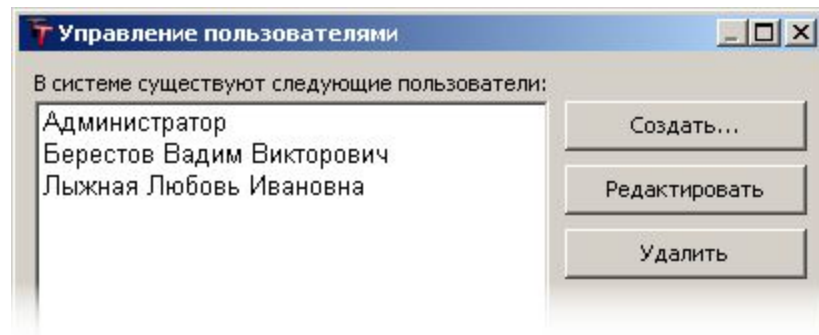 Управление пользователями
В системе существуют следующие пользователи:
Администратор
Берестов Вадим Викторович
Лыжная Любовь Ивановна
Создать...
Редактировать
Удалить